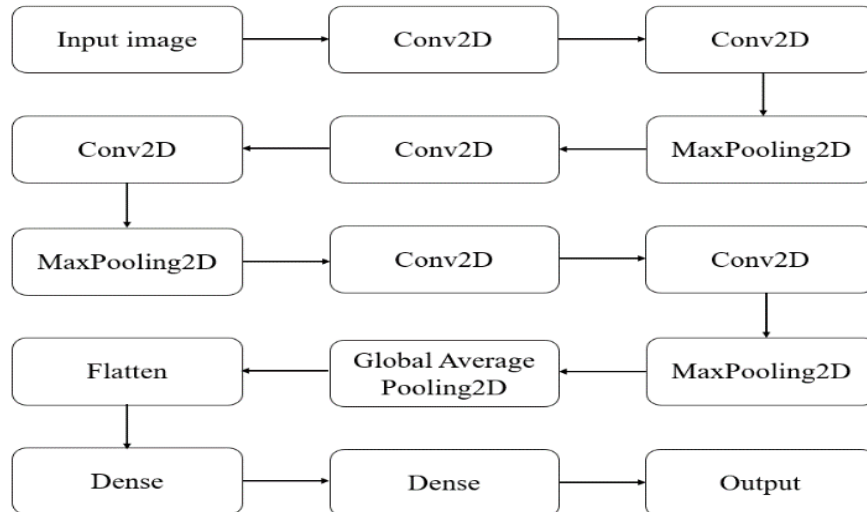 Input image
Conv2D
Conv2D
Conv2D
Conv2D
MaxPooling2D
MaxPooling2D
Conv2D
Conv2D
Flatten
Global Average
Pooling2D
MaxPooling2D
Dense
Dense
Output